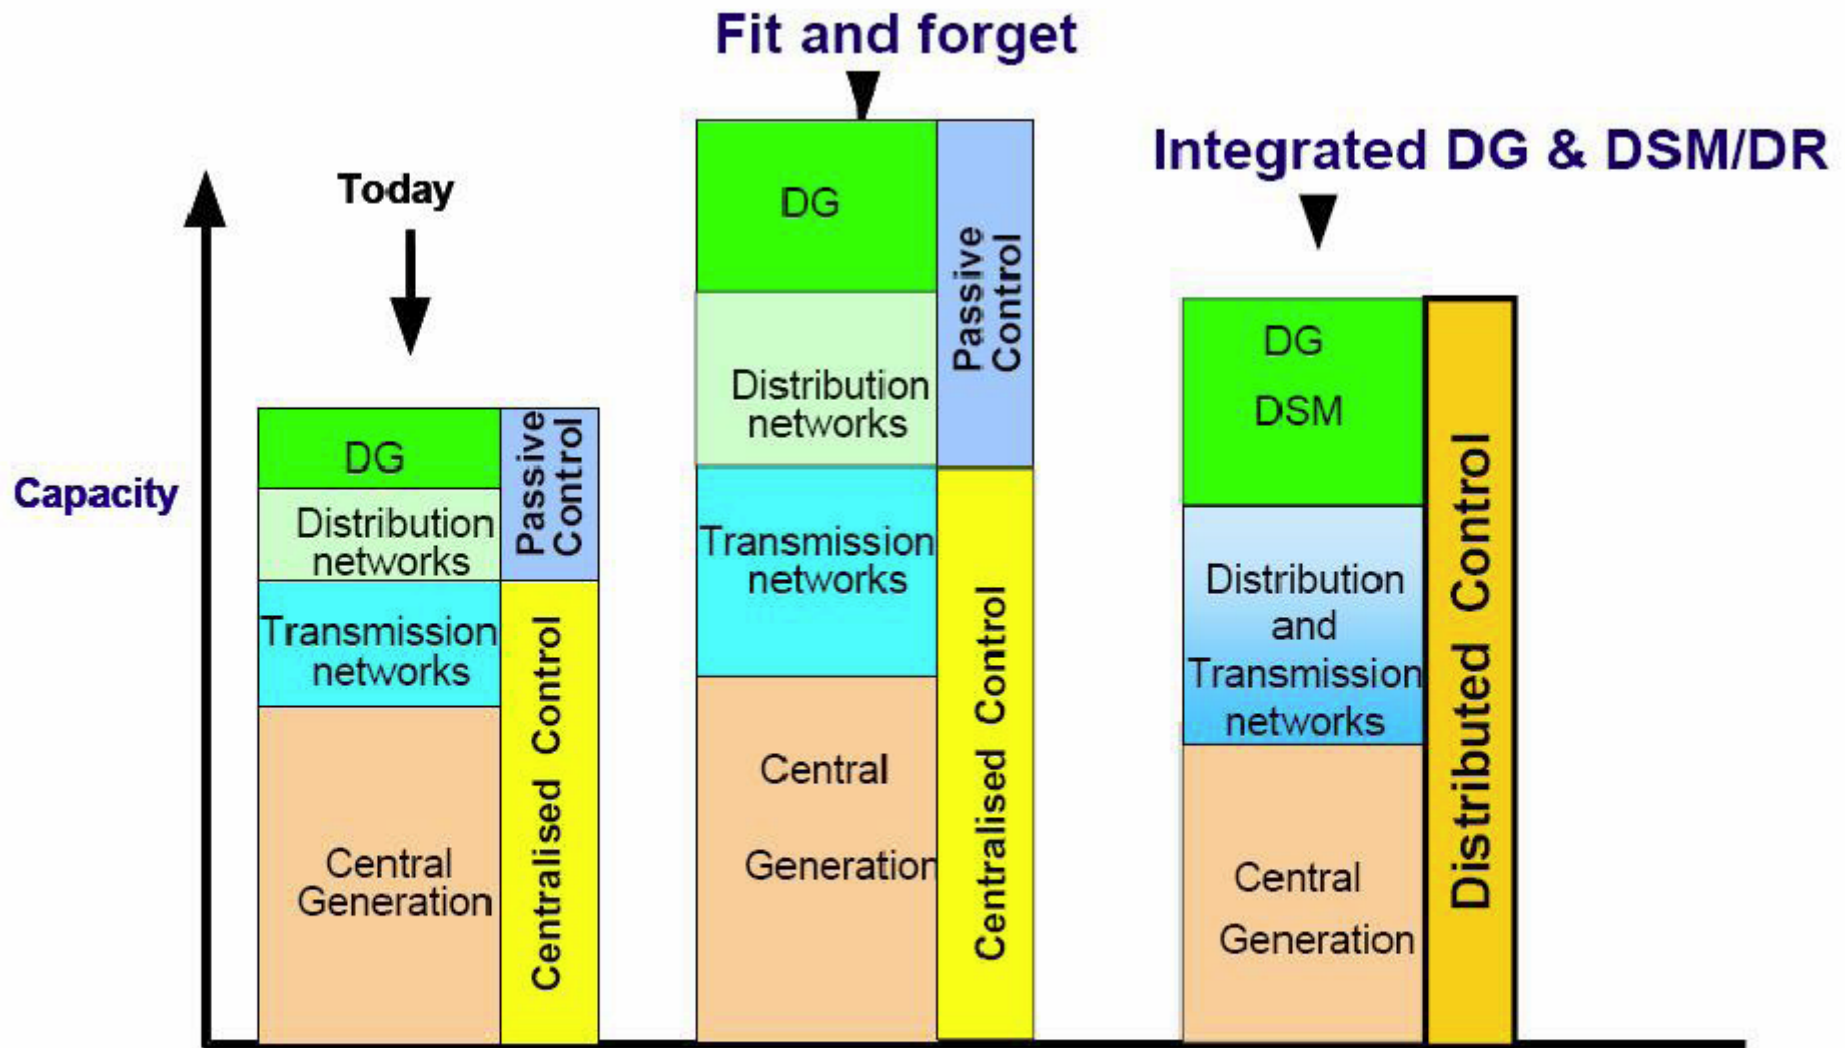 Fit and forget
Integrated DG & DSM/DR
Today
Capacity
DG
Distribution
networks
Transmission
networks
Central
Generation
Passive
Control
Centralised Control
DG
Distribution
networks
Transmission
networks
Central
Generation
Passive
Control
Centralised Control
DG
DSM
Distribution
and
Transmission
networks
Central
Generation
Distributed Control